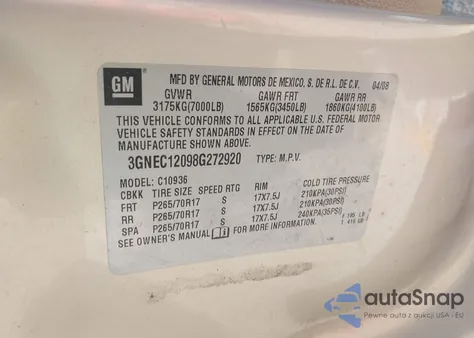 GM
MFD BY GENERAL MOTORS DE MEXICO, S. DE R.L. DE C.V. 04/08
GVWR GAWR FRT GAWR RR
3175KG(7000LB) 1565KG(3450LB) 1860KG(4100LB)
THIS VEHICLE CONFORMS TO ALL APPLICABLE U.S. FEDERAL MOTOR
VEHICLE SAFETY STANDARDS IN EFFECT ON THE DATE OF
MANUFACTURE SHOWN ABOVE.
3GNEC12098G272920 TYPE: M.P.V.
MODEL: C10936
CBKK TIRE SIZE SPEED RTG RIM COLD TIRE PRESSURE
FRT P265/70R17 S 17X7.5J 210KPA(30PSI)
RR P265/70R17 S 17X7.5J 210KPA(30PSI)
SPA P265/70R17 S 17X7.5J 240KPA(35PSI)
SEE OWNER'S MANUAL FOR MORE INFORMATION.
autaSnap
Pewne auta z aukcji USA - EU